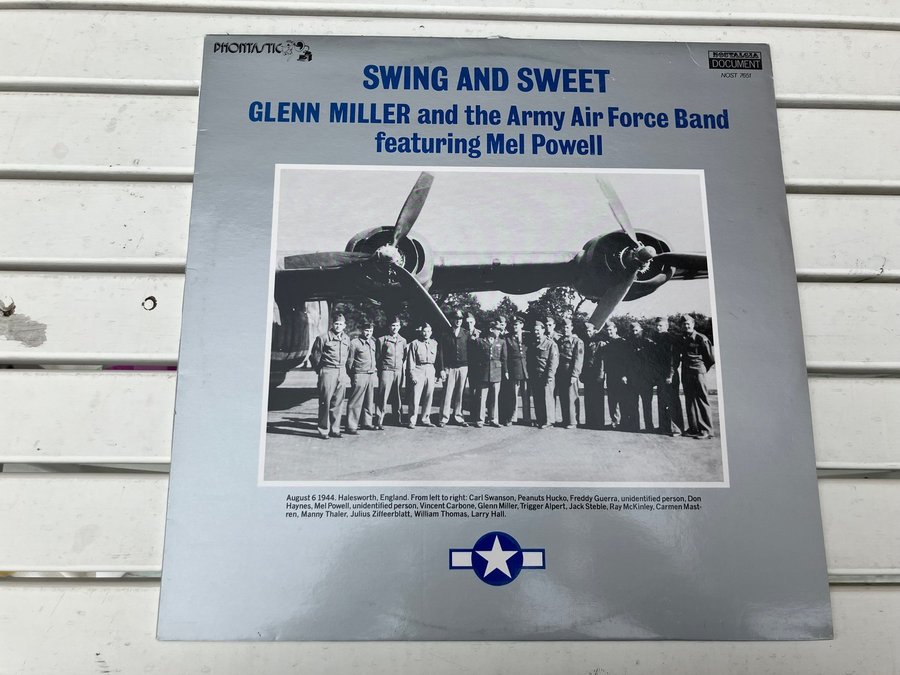 PHONTASTIC
NOSTALGIA
DOCUMENT
NOST 7651
SWING AND SWEET
GLENN MILLER and the Army Air Force Band
featuring Mel Powell
August 6 1944. Halesworth, England. From left to right: Carl Swanson, Peanuts Hucko, Freddy Guerra, unidentified person, Don
Haynes, Mel Powell, unidentified person, Vincent Carbone, Glenn Miller, Trigger Alpert, Jack Steble, Ray McKinley, Carmen Mast-
ren, Manny Thaler, Julius Ziffeerblatt, William Thomas, Larry Hall.